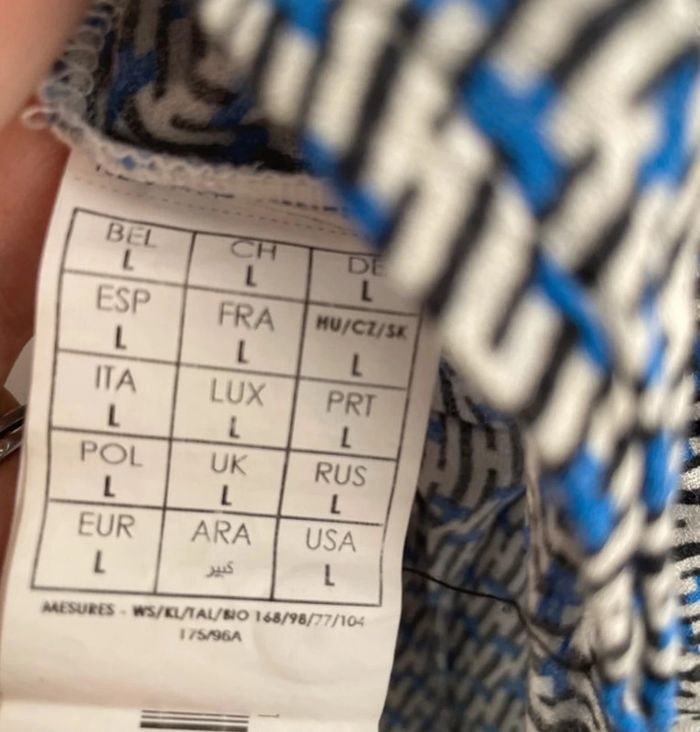 BEL CH DE
L L L
ESP FRA HU/CZ/SK
L L L
ITA LUX PRT
L L L
POL UK RUS
L L L
EUR ARA USA
L كبير L
MESURES - WS/KL/TAL/BIO 168/98/77/104
175/96A